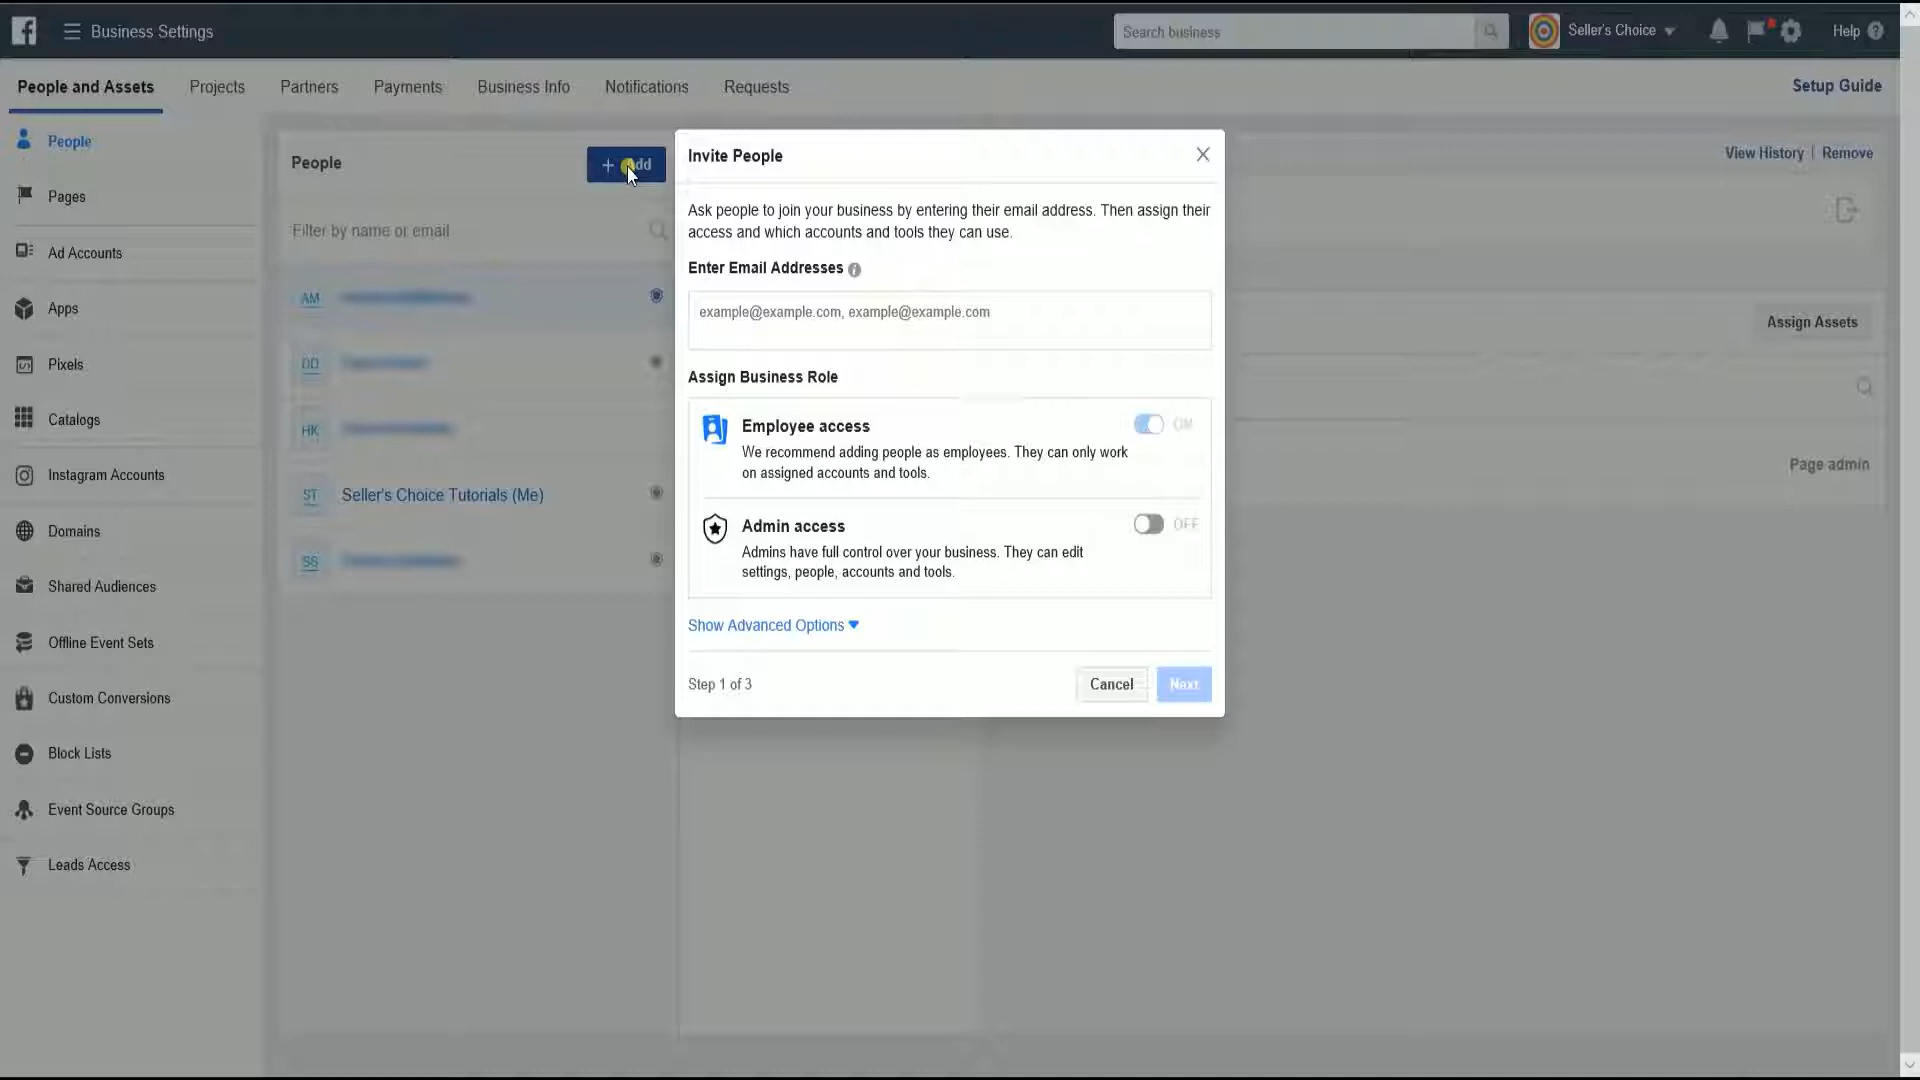 Business Settings
Search business
Seller's Choice
Help
People and Assets
Projects
Partners
Payments
Business Info
Notifications
Requests
Setup Guide
People
Pages
Ad Accounts
Apps
Pixels
Catalogs
Instagram Accounts
Domains
Shared Audiences
Offline Event Sets
Custom Conversions
Block Lists
Event Source Groups
Leads Access
People
+ Add
Filter by name or email
AM
DD
HK
ST Seller's Choice Tutorials (Me)
SS
Invite People
Ask people to join your business by entering their email address. Then assign their
access and which accounts and tools they can use.
Enter Email Addresses
example@example.com, example@example.com
Assign Business Role
Employee access
ON
We recommend adding people as employees. They can only work
on assigned accounts and tools.
Admin access
OFF
Admins have full control over your business. They can edit
settings, people, accounts and tools.
Show Advanced Options
Step 1 of 3
Cancel
Next
View History | Remove
Assign Assets
Page admin